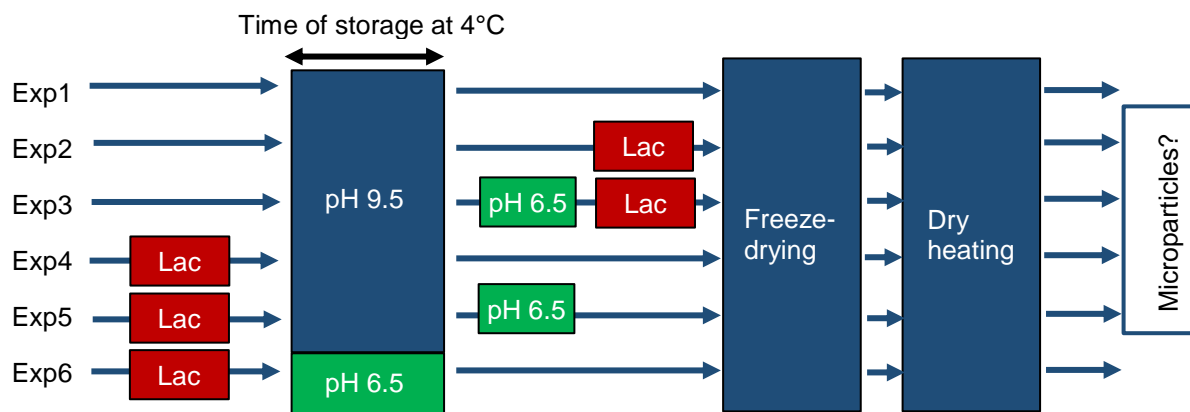 Time of storage at 4°C
Exp1
Exp2
Lac
Exp3
pH 9.5
pH 6.5
Lac
Freeze-
drying
Dry
heating
Microparticles?
Exp4
Lac
Exp5
Lac
pH 6.5
Exp6
Lac
pH 6.5